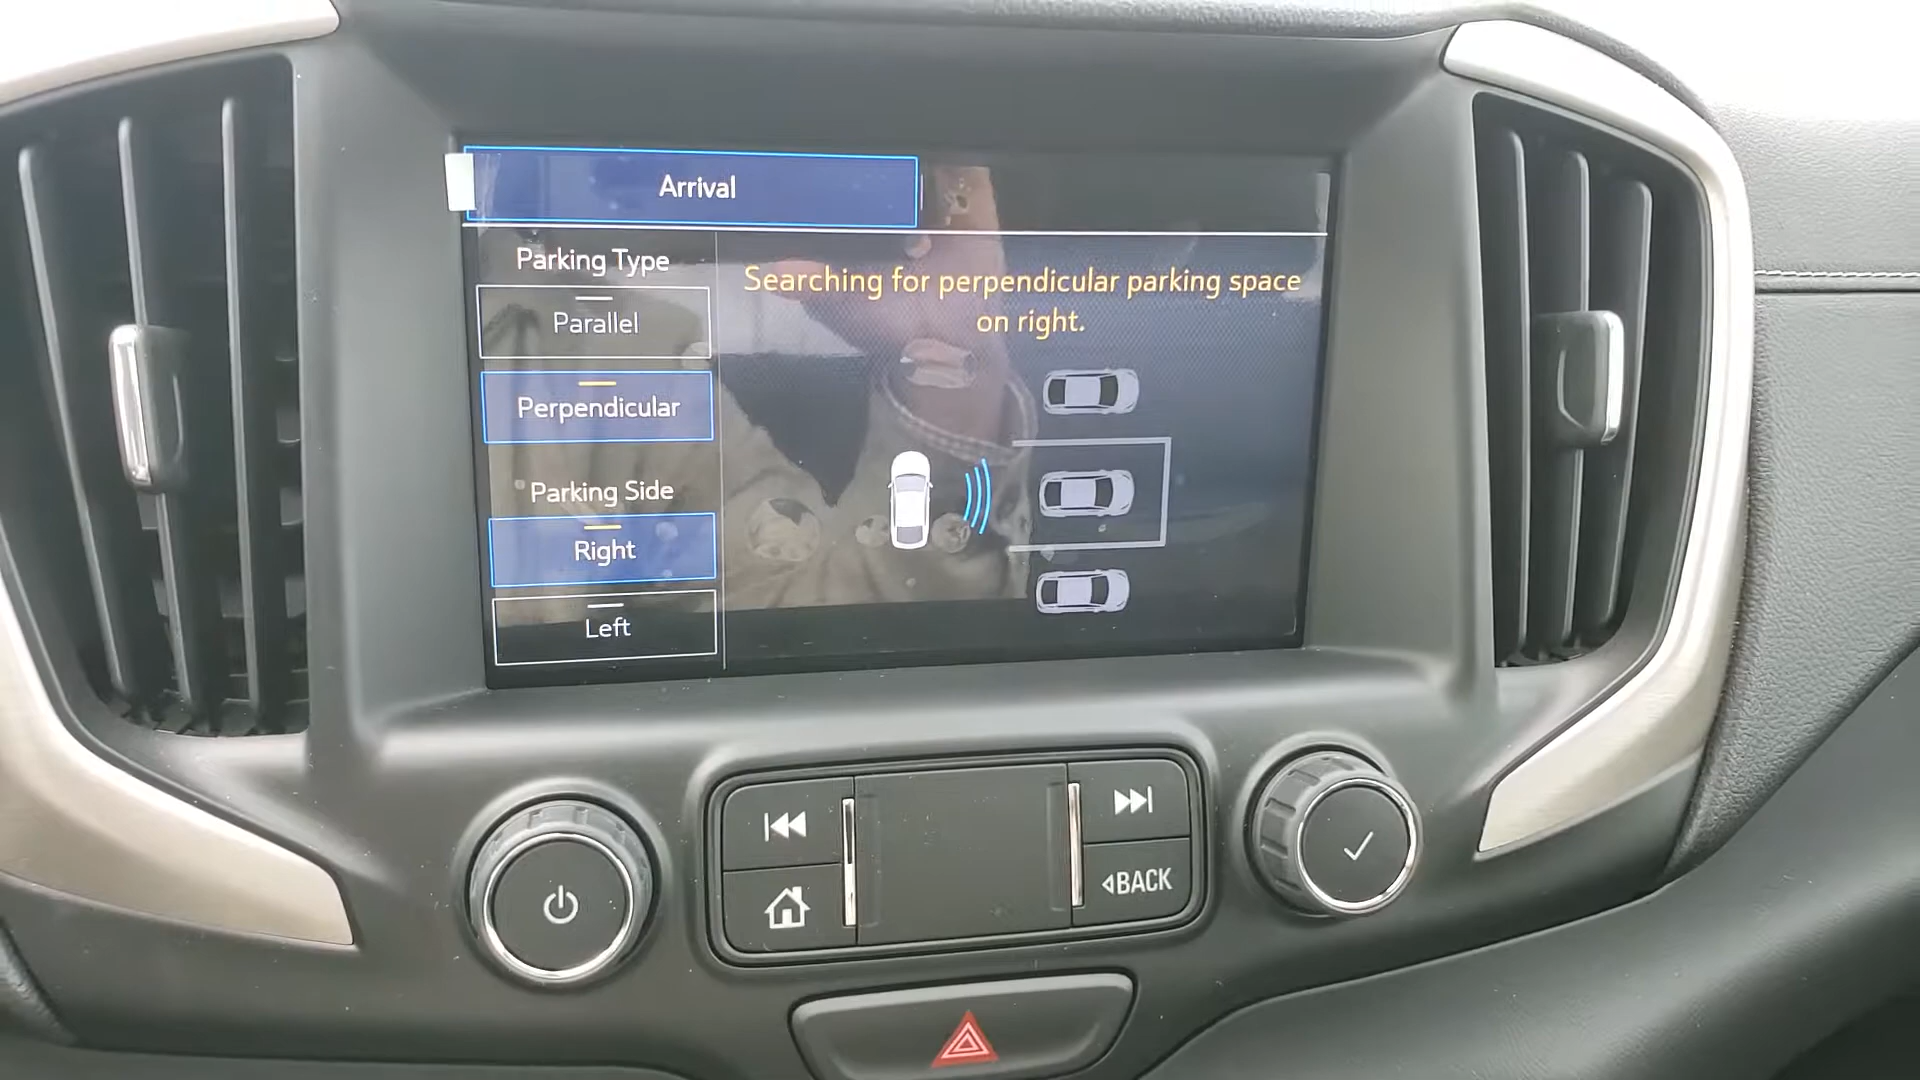 Arrival
Parking Type
Parallel
Perpendicular
Parking Side
Right
Left
Searching for perpendicular parking space
on right.
BACK